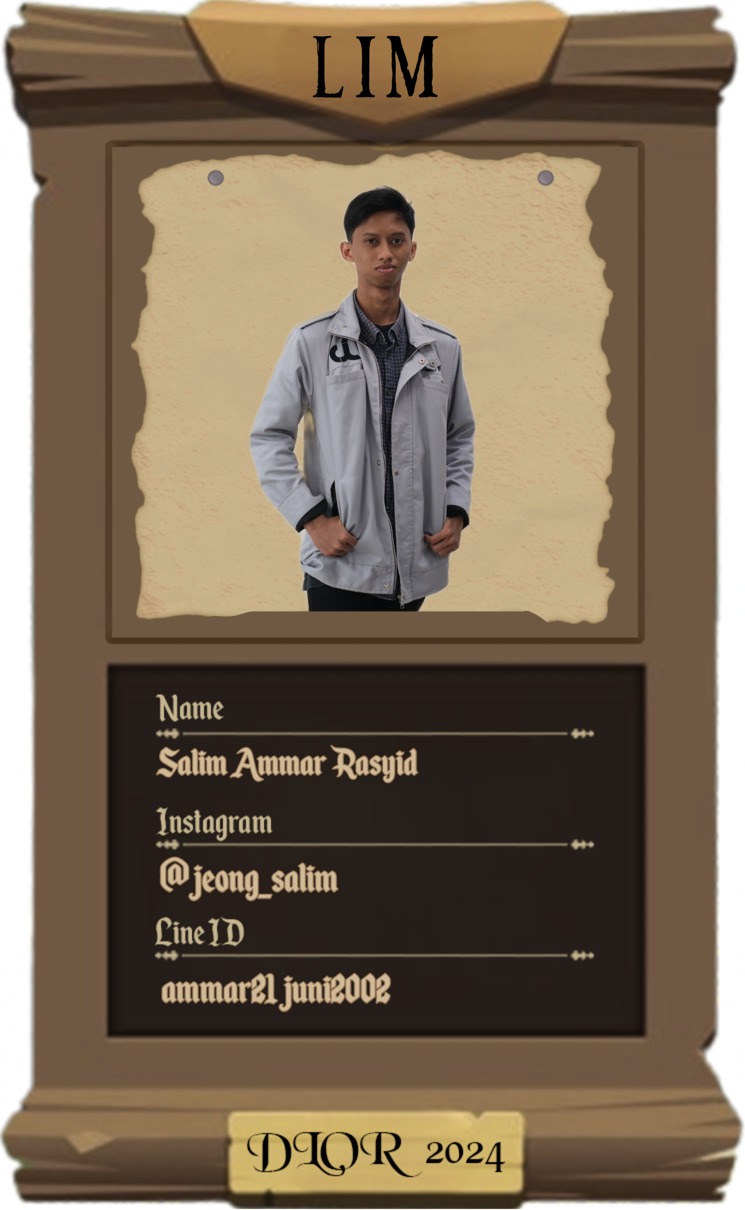 LIM
Name
Salim Ammar Rasyid
Instagram
@jeong_salim
Line ID
ammar21juni2002
DLOR 2024